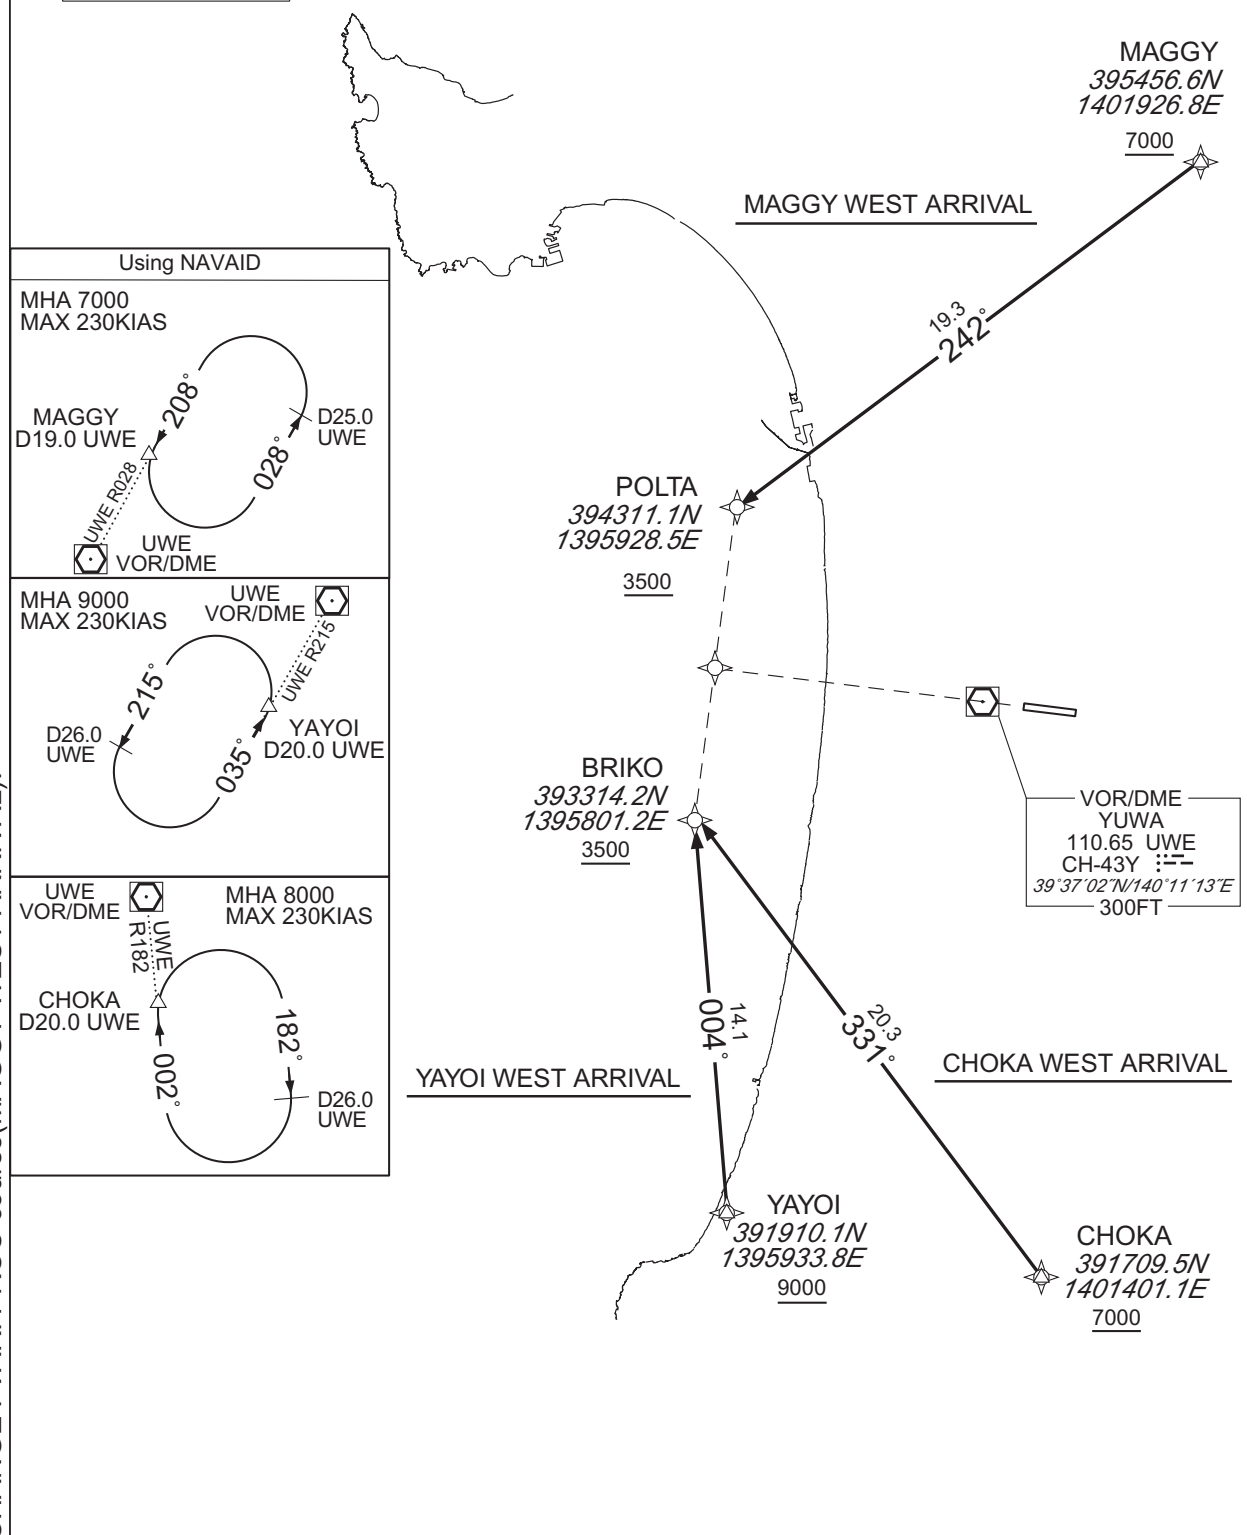 MAGGY
395456.6N
1401926.8E
7000
MAGGY WEST ARRIVAL
19.3
242°
Using NAVAID
MHA 7000
MAX 230KIAS
208°
MAGGY
D19.0 UWE
D25.0
UWE
028°
UWE R028
UWE
VOR/DME
POLTA
394311.1N
1395928.5E
3500
MHA 9000
MAX 230KIAS
UWE
VOR/DME
UWE R215
215°
D26.0
UWE
YAYOI
D20.0 UWE
035°
BRIKO
393314.2N
1395801.2E
3500
VOR/DME
YUWA
110.65 UWE
CH-43Y
39°37′02″N/140°11′13″E
300FT
UWE
VOR/DME
MHA 8000
MAX 230KIAS
UWE
R182
CHOKA
D20.0 UWE
182°
002°
D26.0
UWE
14.1
004°
20.3
331°
YAYOI WEST ARRIVAL
CHOKA WEST ARRIVAL
YAYOI
391910.1N
1395933.8E
9000
CHOKA
391709.5N
1401401.1E
7000